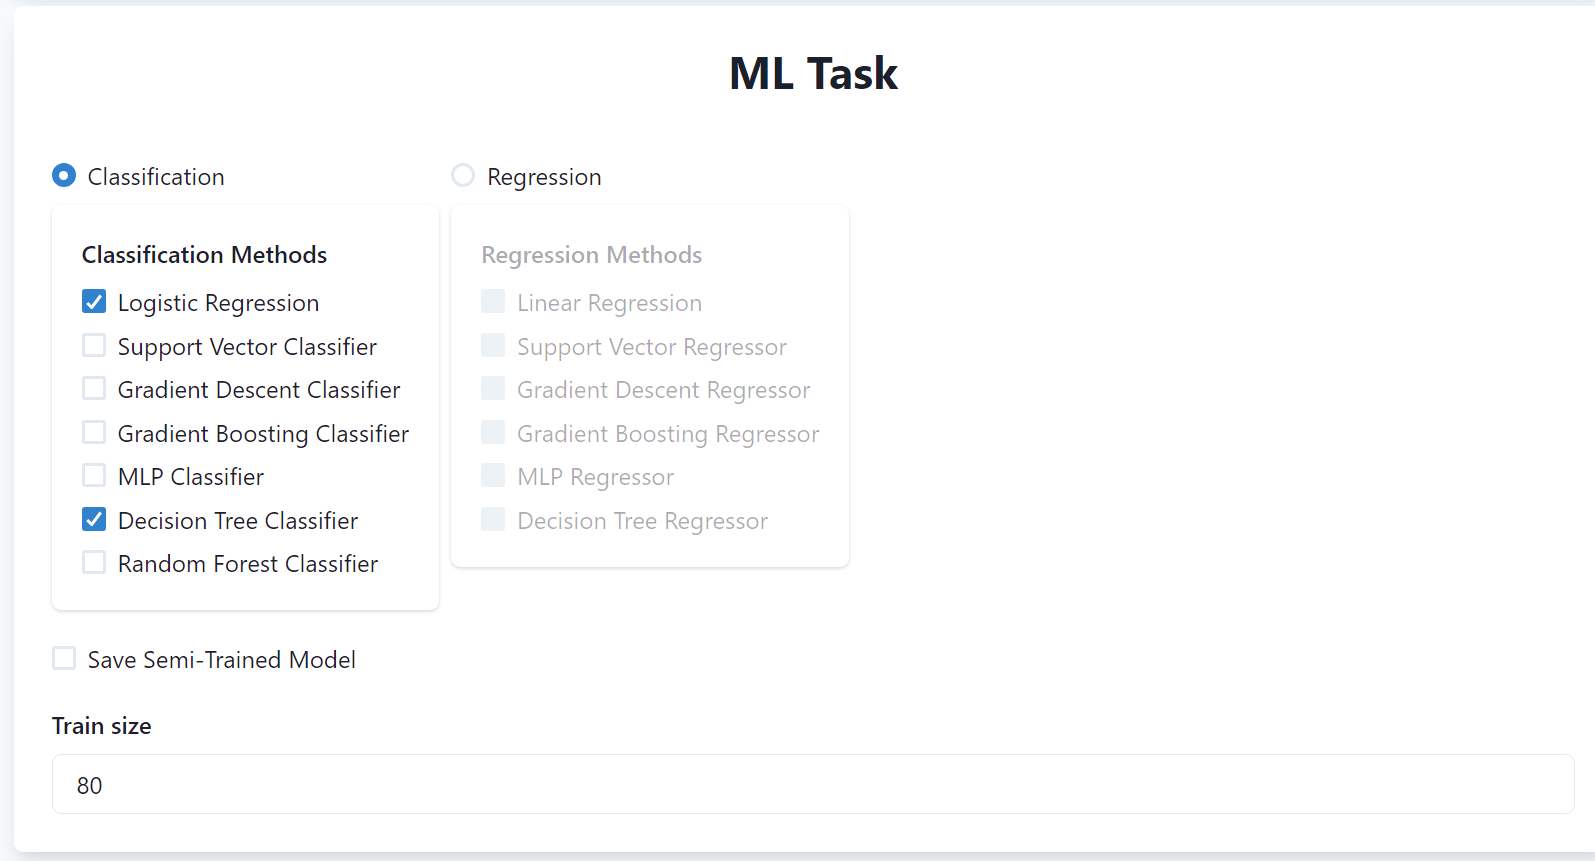 ML Task
Classification
Regression
Classification Methods
Logistic Regression
Support Vector Classifier
Gradient Descent Classifier
Gradient Boosting Classifier
MLP Classifier
Decision Tree Classifier
Random Forest Classifier
Regression Methods
Linear Regression
Support Vector Regressor
Gradient Descent Regressor
Gradient Boosting Regressor
MLP Regressor
Decision Tree Regressor
Save Semi-Trained Model
Train size
80